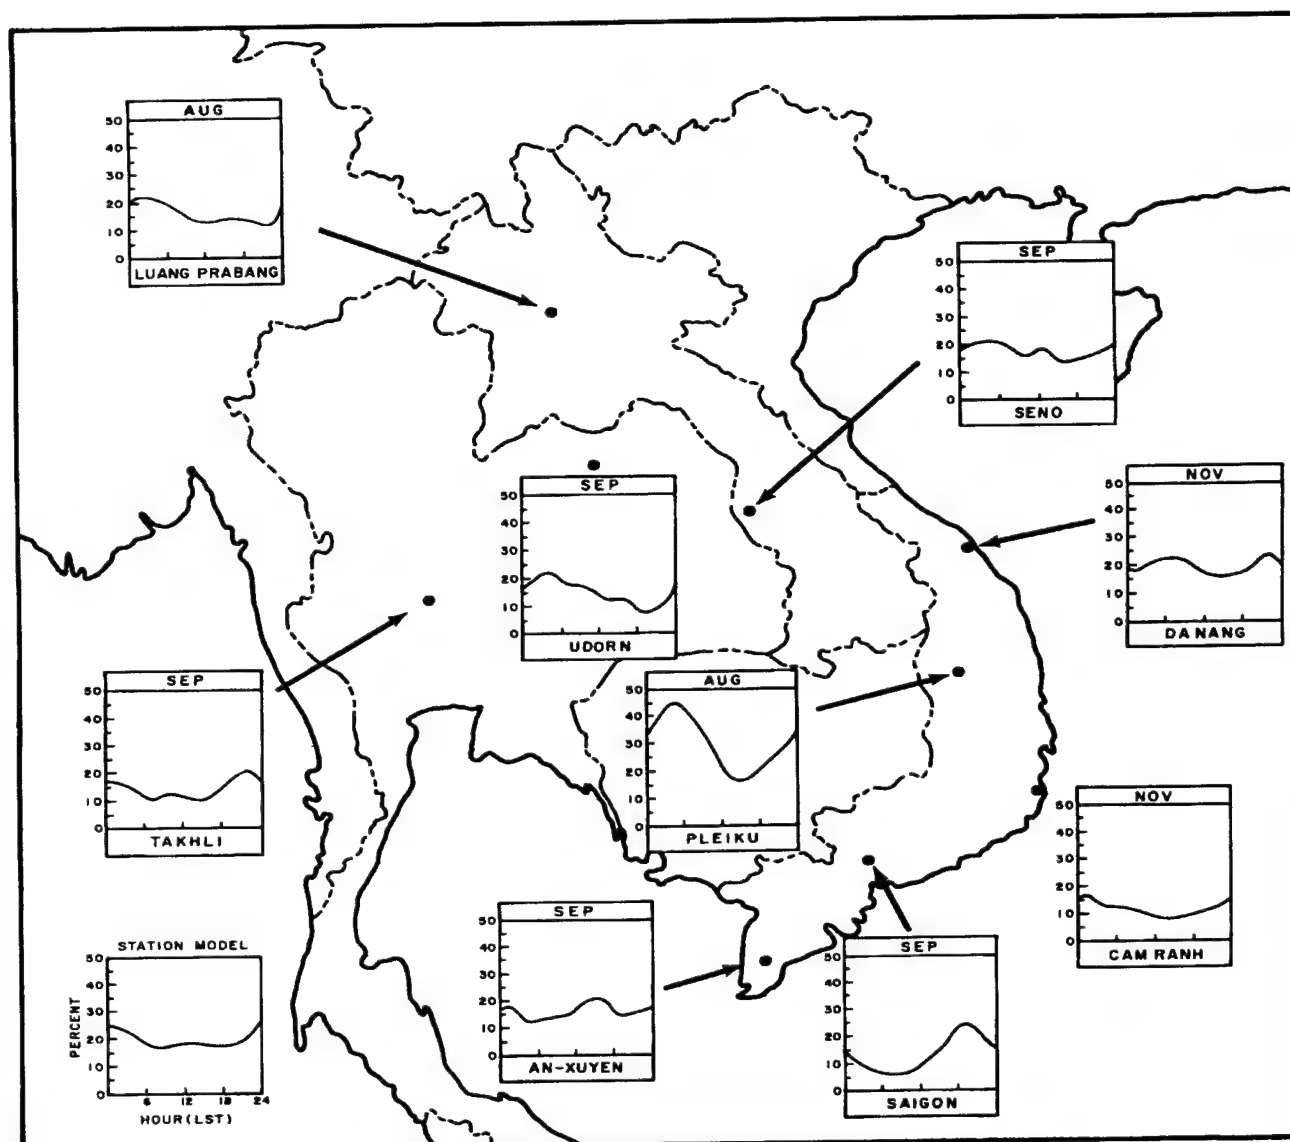 AUG
50
40
30
20
10
0
LUANG PRABANG
SEP
50
40
30
20
10
0
SENO
SEP
50
40
30
20
10
0
UDORN
NOV
50
40
30
20
10
0
DA NANG
SEP
50
40
30
20
10
0
TAKHLI
AUG
50
40
30
20
10
0
PLEIKU
NOV
50
40
30
20
10
0
CAM RANH
SEP
50
40
30
20
10
0
AN-XUYEN
SEP
50
40
30
20
10
0
SAIGON
STATION MODEL
PERCENT
50
40
30
20
10
0
6 12 18 24
HOUR (LST)